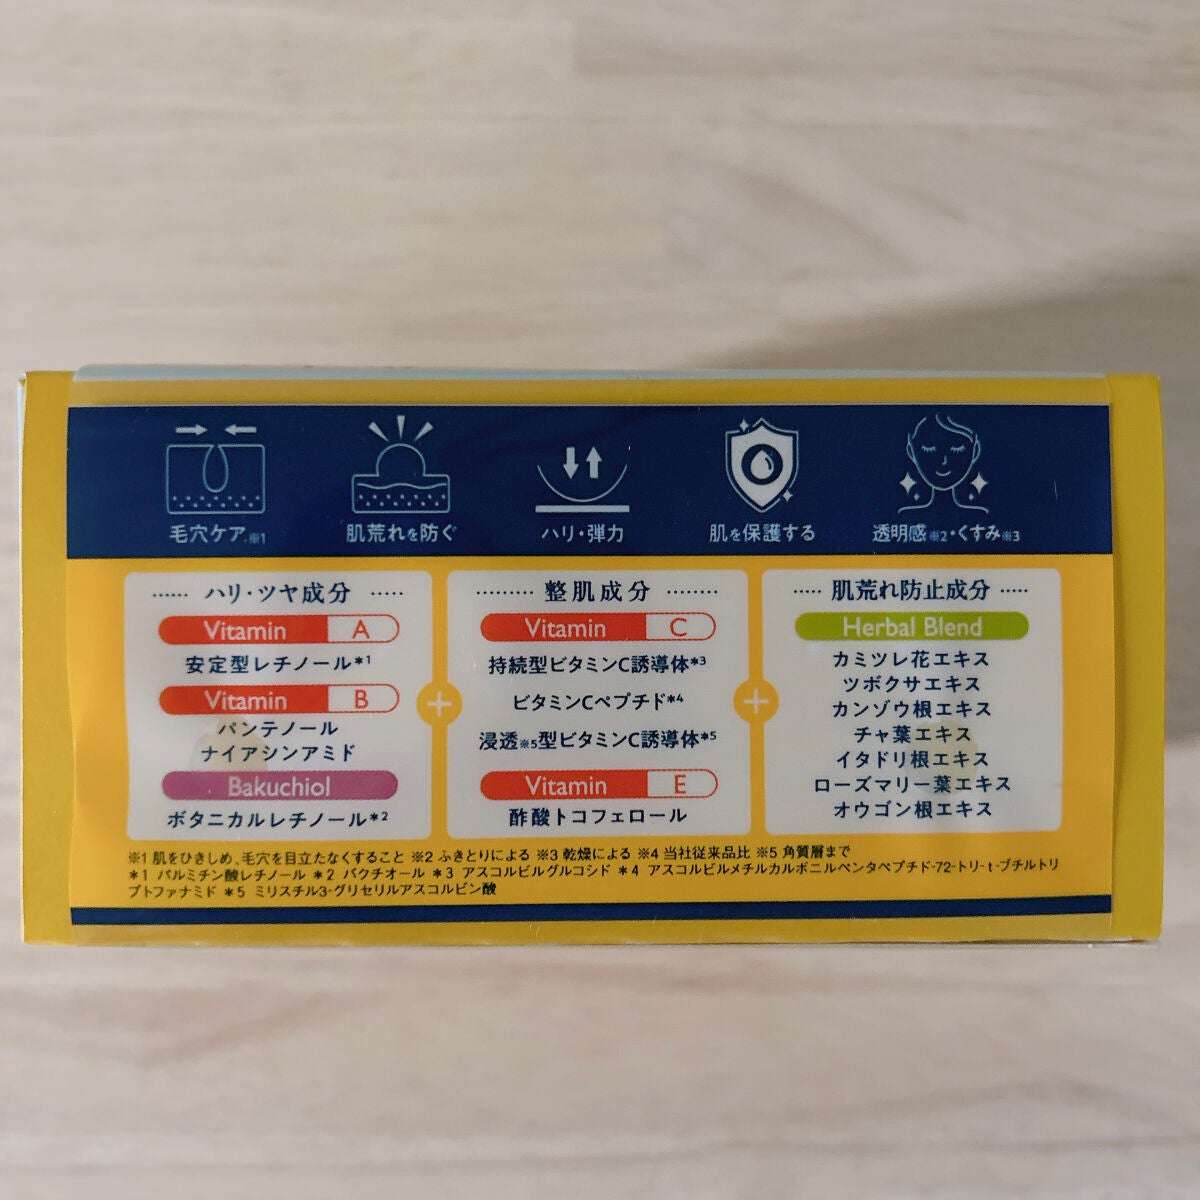 毛穴ケア※1
肌荒れを防ぐ
ハリ・弾力
肌を保護する
透明感※2・くすみ※3
...... ハリ・ツヤ成分 .....
Vitamin A
安定型レチノール*1
Vitamin B
パンテノール
ナイアシンアミド
Bakuchiol
ボタニカルレチノール*2
+
......... 整肌成分 ........
Vitamin C
持続型ビタミンC誘導体*3
ビタミンCペプチド*4
浸透※5型ビタミンC誘導体*5
Vitamin E
酢酸トコフェロール
+
..... 肌荒れ防止成分 .....
Herbal Blend
カミツレ花エキス
ツボクサエキス
カンゾウ根エキス
チャ葉エキス
イタドリ根エキス
ローズマリー葉エキス
オウゴン根エキス
※1 肌をひきしめ、毛穴を目立たなくすること ※2 ふきとりによる ※3 乾燥による ※4 当社従来品比 ※5 角質層まで
*1 パルミチン酸レチノール *2 バクチオール *3 アスコルビルグルコシド *4 アスコルビルメチルカルボニルペンタペプチド-72-トリ-t-ブチルトリ
プトファナミド *5 ミリスチル3-グリセリルアスコルビン酸